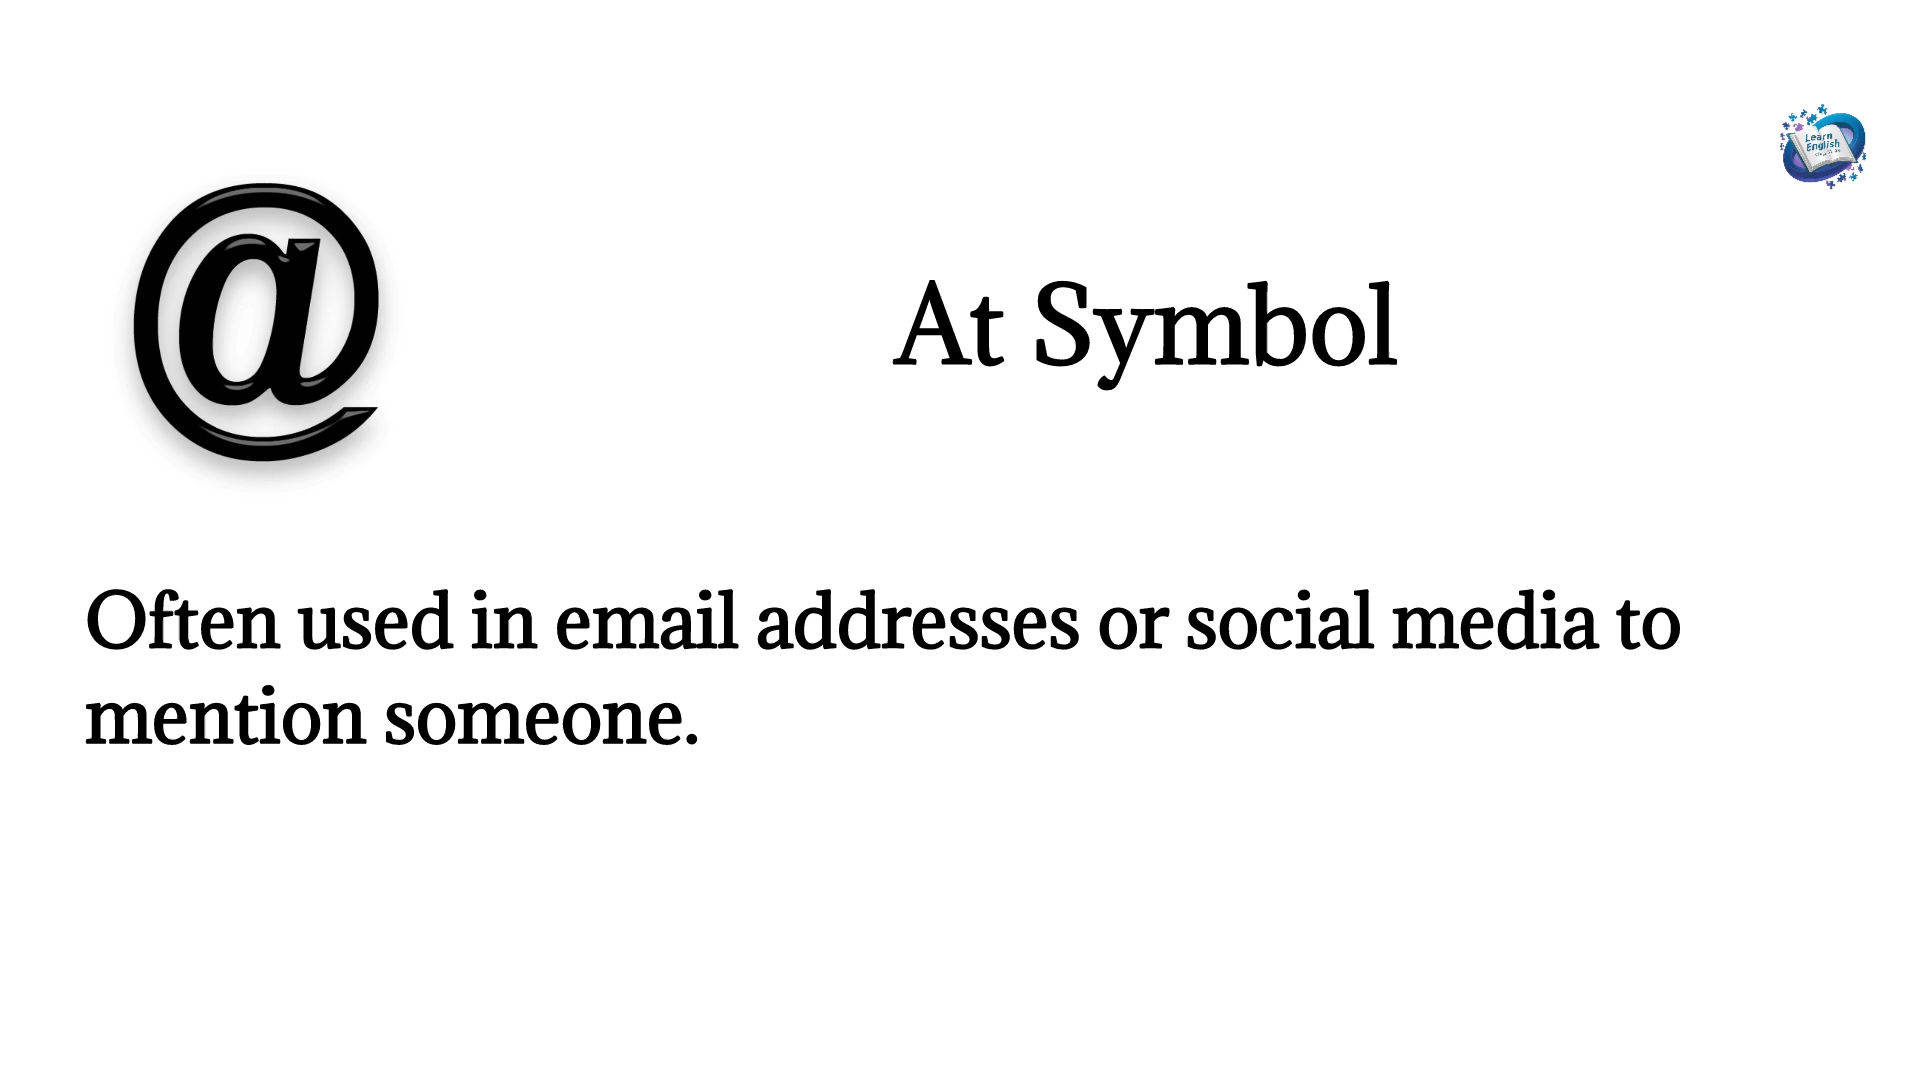 Learn
English
@
At Symbol
Often used in email addresses or social media to
mention someone.